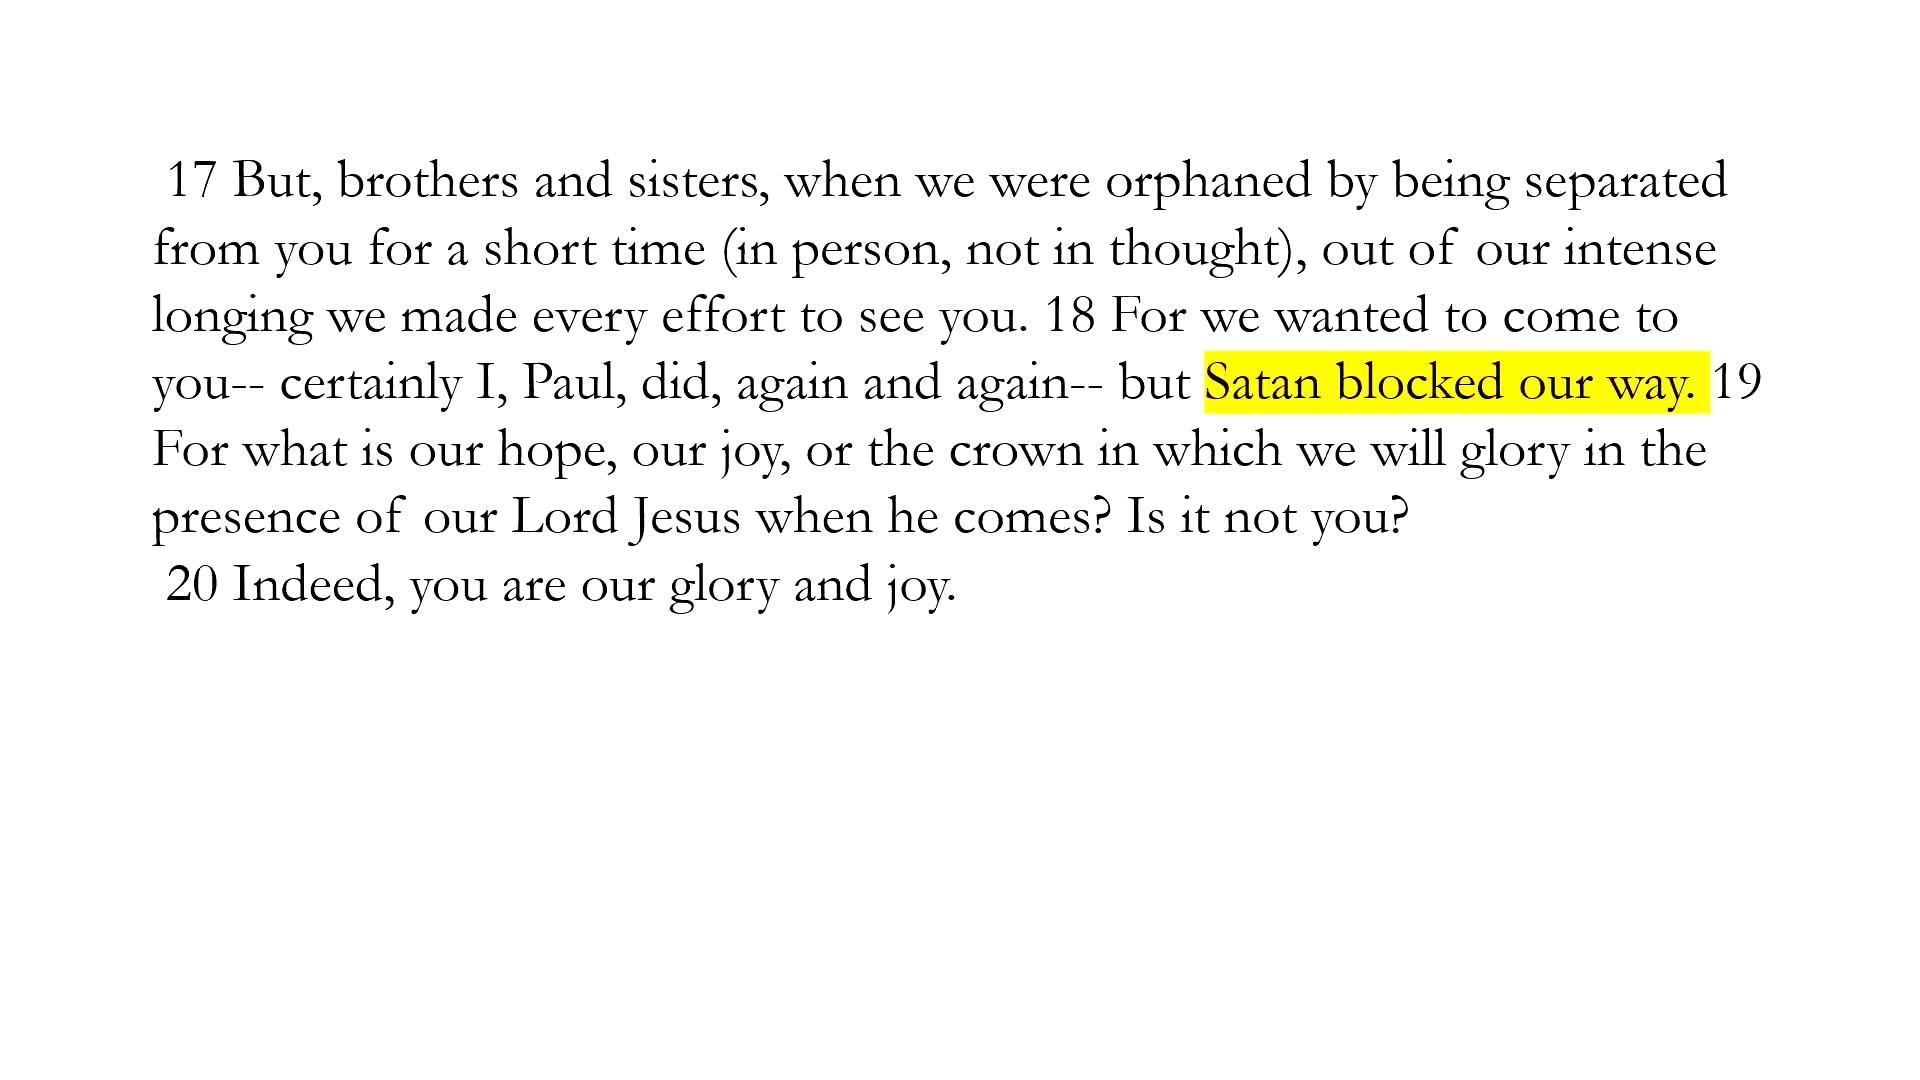 17 But, brothers and sisters, when we were orphaned by being separated
from you for a short time (in person, not in thought), out of our intense
longing we made every effort to see you. 18 For we wanted to come to
you-- certainly I, Paul, did, again and again-- but Satan blocked our way. 19
For what is our hope, our joy, or the crown in which we will glory in the
presence of our Lord Jesus when he comes? Is it not you?
20 Indeed, you are our glory and joy.